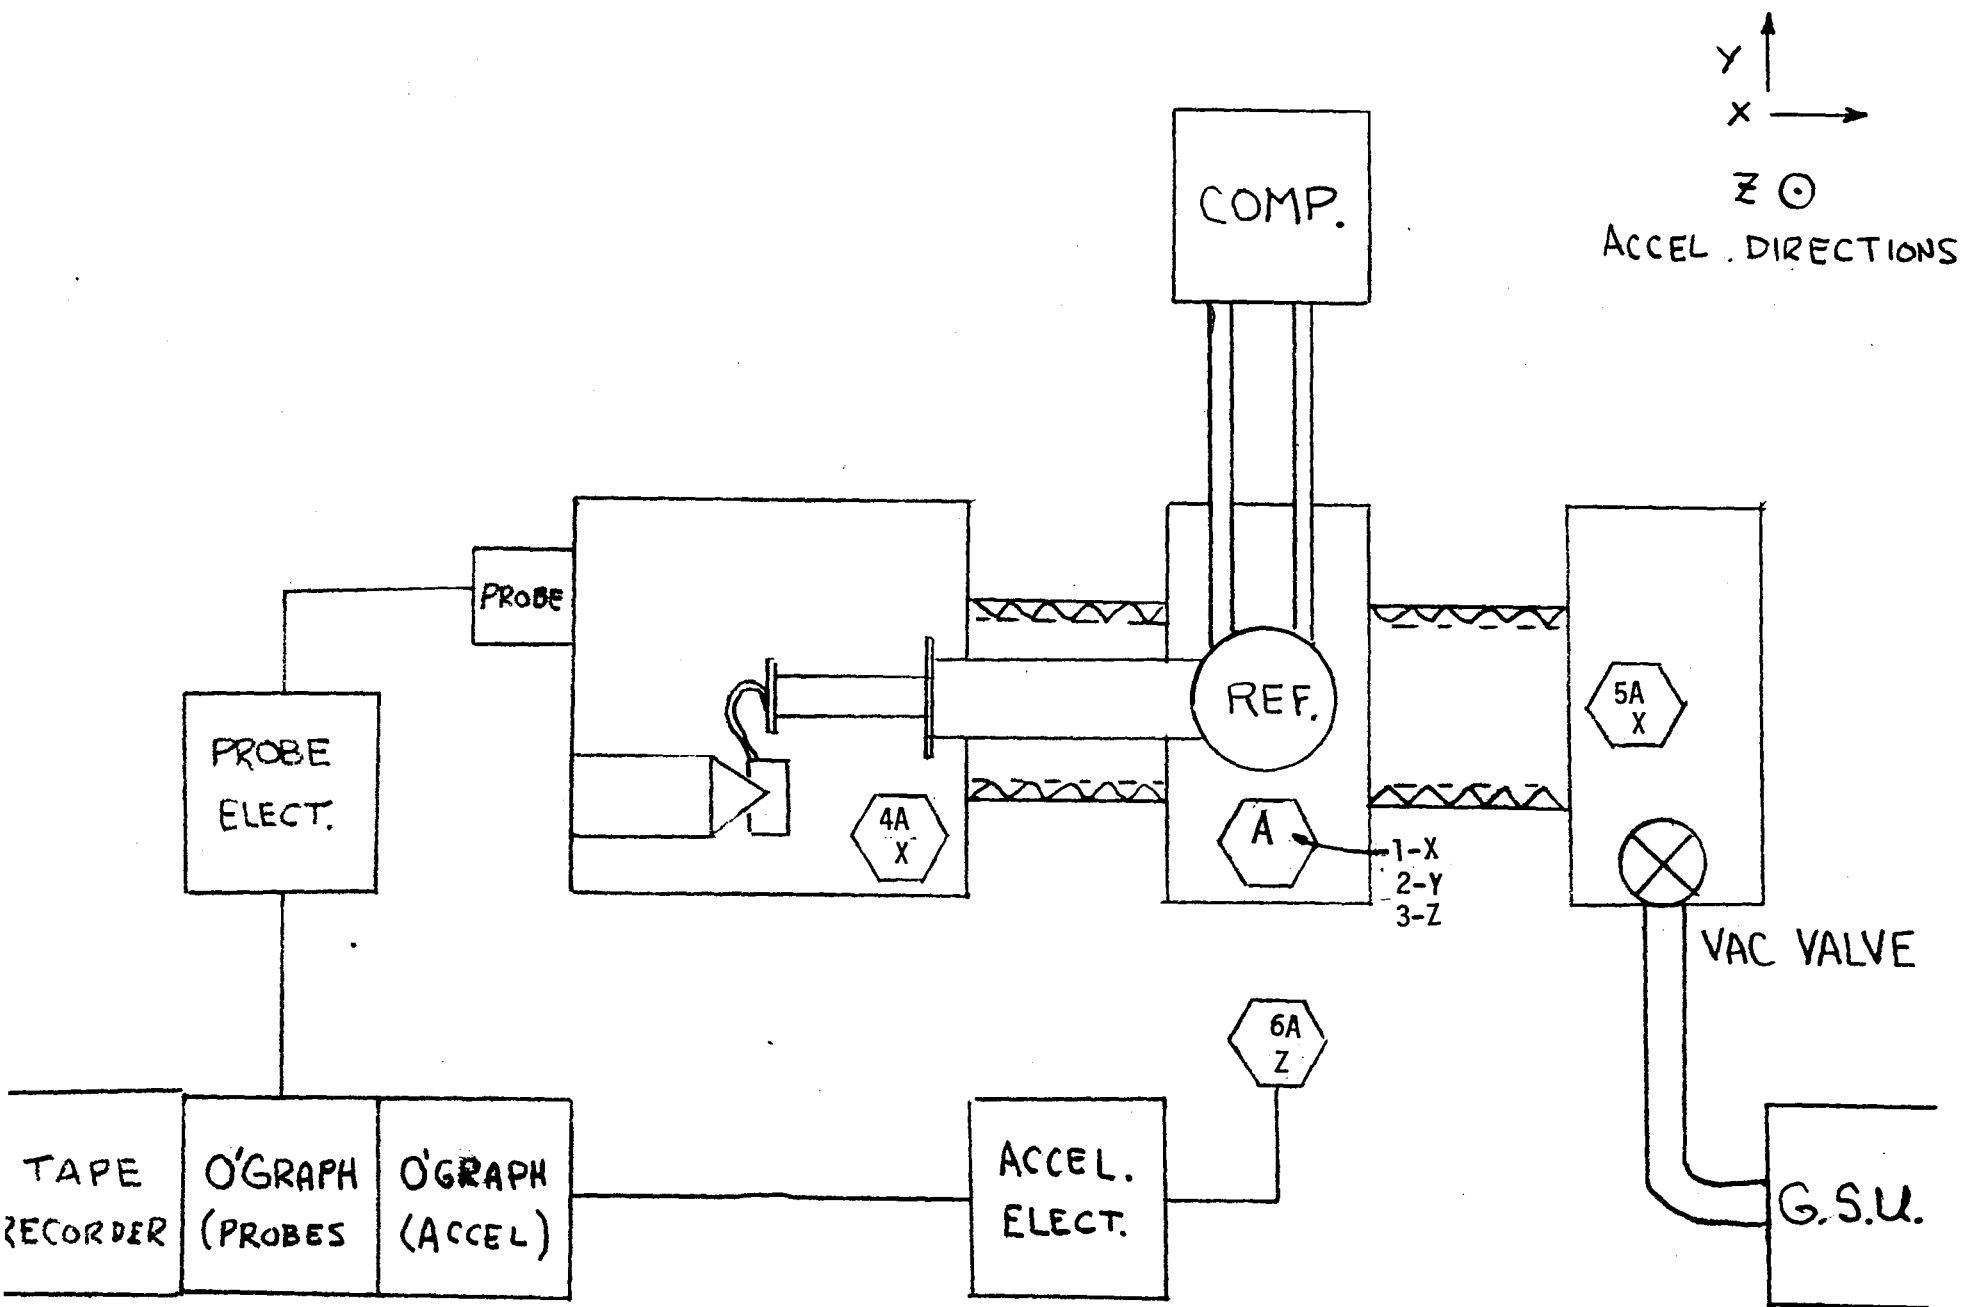 Y
X
Z
ACCEL. DIRECTIONS
COMP.
PROBE
REF.
5A
X
PROBE
ELECT.
4A
X
A
1-X
2-Y
3-Z
VAC VALVE
6A
Z
TAPE
RECORDER
O'GRAPH
(PROBES
O'GRAPH
(ACCEL)
ACCEL.
ELECT.
G.S.U.